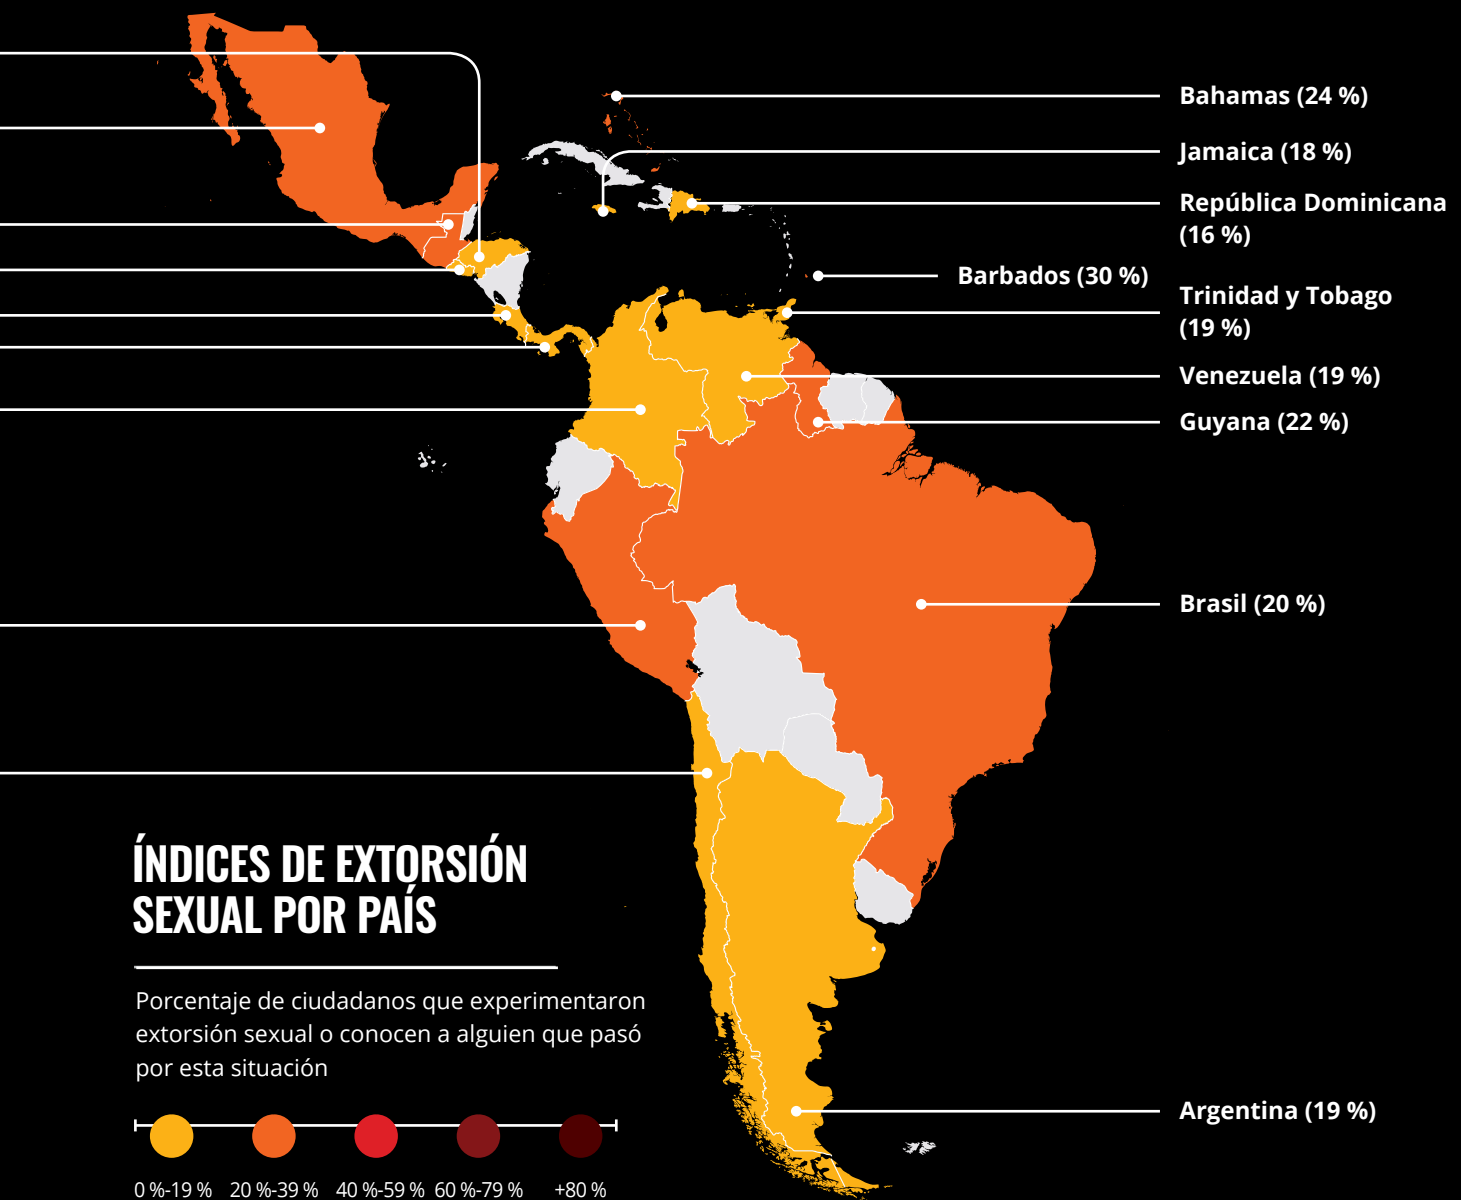 Bahamas (24 %)
Jamaica (18 %)
República Dominicana
(16 %)
Barbados (30 %)
Trinidad y Tobago
(19 %)
Venezuela (19 %)
Guyana (22 %)
Brasil (20 %)
Argentina (19 %)
ÍNDICES DE EXTORSIÓN
SEXUAL POR PAÍS
Porcentaje de ciudadanos que experimentaron
extorsión sexual o conocen a alguien que pasó
por esta situación
0 %-19 % 20 %-39 % 40 %-59 % 60 %-79 % +80 %